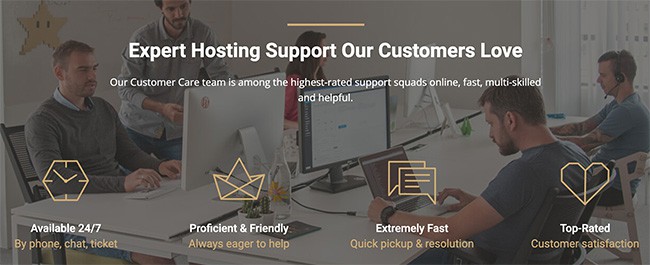 Expert Hosting Support Our Customers Love
Our Customer Care team is among the highest-rated support squads online, fast, multi-skilled
and helpful.
Available 24/7
By phone, chat, ticket
Proficient & Friendly
Always eager to help
Extremely Fast
Quick pickup & resolution
Top-Rated
Customer satisfaction